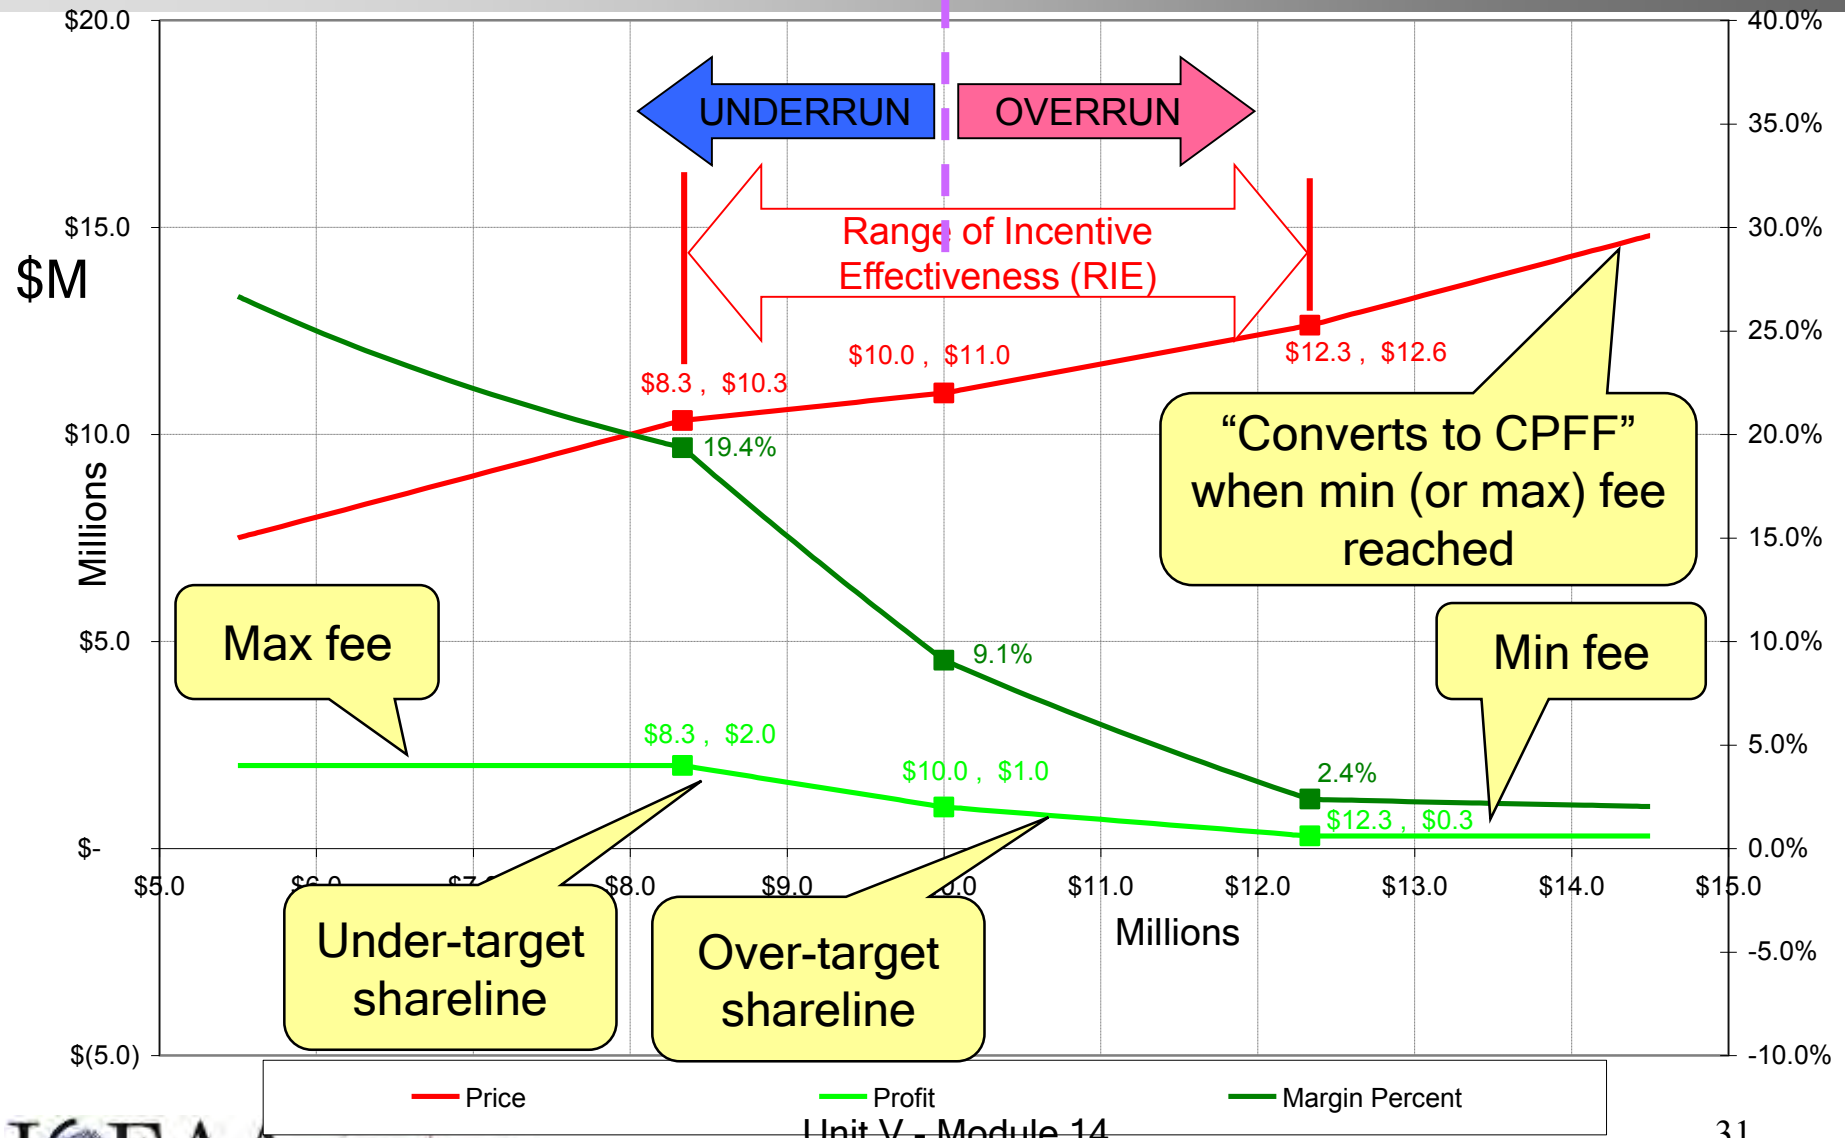 $20.0
40.0%
UNDERRUN
OVERRUN
35.0%
$15.0
Range of Incentive
Effectiveness (RIE)
30.0%
$M
25.0%
$10.0 , $11.0
$12.3 , $12.6
$8.3 , $10.3
"Converts to CPFF"
when min (or max) fee
reached
$10.0
19.4%
20.0%
Millions
15.0%
Max fee
$5.0
9.1%
Min fee
10.0%
$8.3 , $2.0
$10.0 , $1.0
5.0%
2.4%
$12.3 , $0.3
$-
0.0%
$5.0
$8.0
$9.0
$11.0
$12.0
$13.0
$14.0
$15.0
Under-target
shareline
Over-target
shareline
Millions
-5.0%
$(5.0)
-10.0%
Price
Profit
Margin Percent
Unit V - Module 14
31